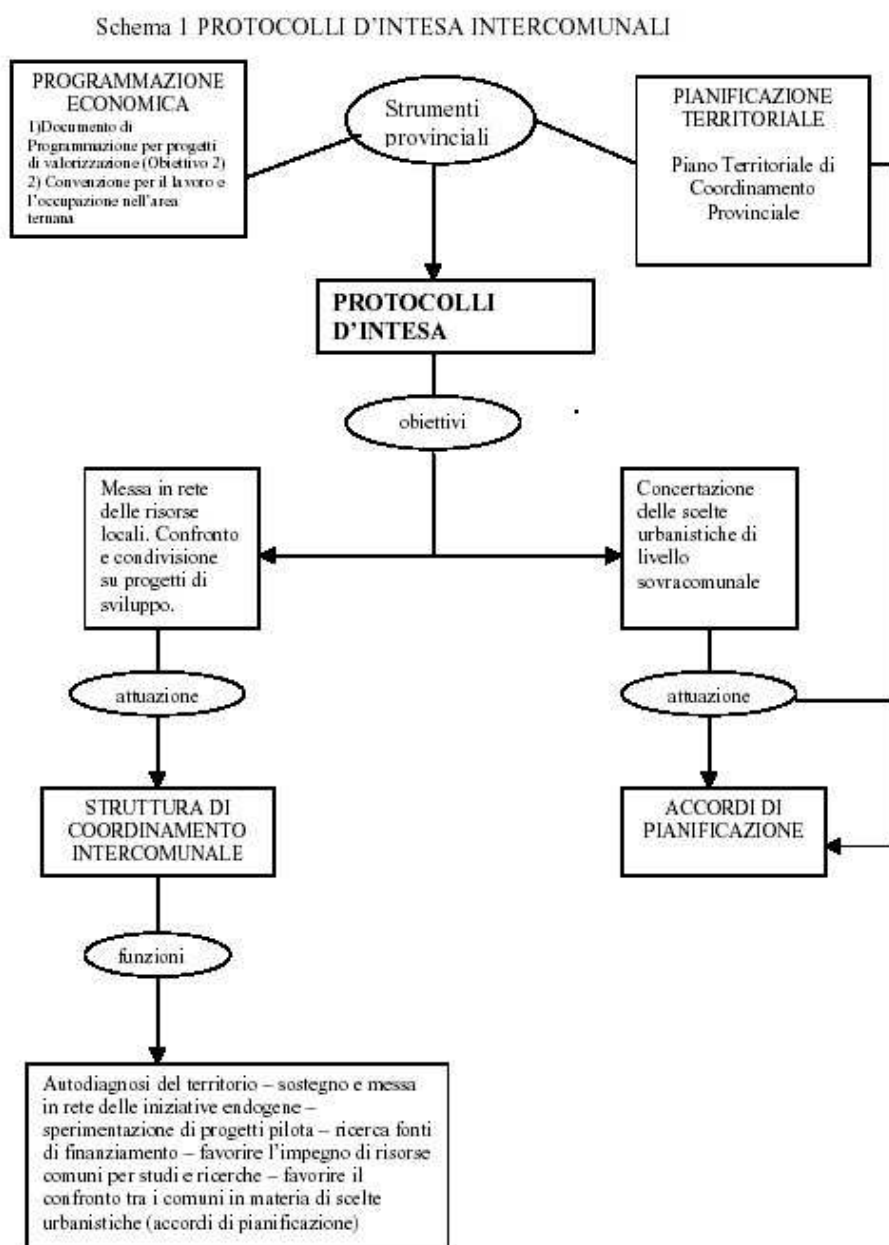 Schema 1 PROTOCOLLI D'INTESA INTERCOMUNALI
PROGRAMMAZIONE
ECONOMICA
1)Documento di
Programmazione per progetti
di valorizzazione (Obiettivo 2)
2) Convenzione per il lavoro e
l'occupazione nell'area
ternana
Strumenti
provinciali
PIANIFICAZIONE
TERRITORIALE
Piano Territoriale di
Coordinamento
Provinciale
PROTOCOLLI
D'INTESA
obiettivi
Messa in rete
delle risorse
locali. Confronto
e condivisione
su progetti di
sviluppo.
Concertazione
delle scelte
urbanistiche di
livello
sovracomunale
attuazione
attuazione
STRUTTURA DI
COORDINAMENTO
INTERCOMUNALE
ACCORDI DI
PIANIFICAZIONE
funzioni
Autodiagnosi del territorio – sostegno e messa
in rete delle iniziative endogene –
sperimentazione di progetti pilota – ricerca fonti
di finanziamento – favorire l'impegno di risorse
comuni per studi e ricerche – favorire il
confronto tra i comuni in materia di scelte
urbanistiche (accordi di pianificazione)